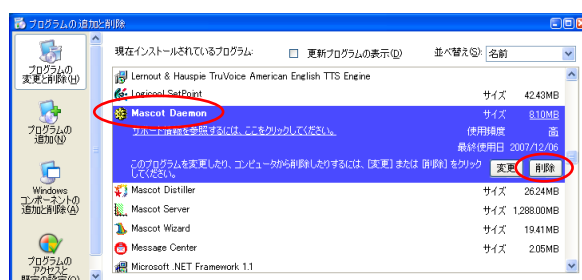 プログラムの追加と削除
プログラムの
変更と削除(H)
プログラムの
追加(N)
Windows
コンポーネントの
追加と削除(A)
プログラムの
アクセスと
既定の設定(O)
現在インストールされているプログラム:
更新プログラムの表示(D)
並べ替え(S): 名前
Lernout & Hauspie TruVoice American English TTS Engine
Logicool SetPoint サイズ 42.43MB
Mascot Daemon サイズ 8.10MB
サポート情報を参照するには、ここをクリックしてください。 使用頻度 高
最終使用日 2007/12/06
このプログラムを変更したり、コンピュータから削除したりするには、[変更] または [削除] をクリック
してください。 変更 削除
Mascot Distiller サイズ 26.24MB
Mascot Server サイズ 1,288.00MB
Mascot Wizard サイズ 19.41MB
Message Center サイズ 2.05MB
Microsoft .NET Framework 1.1